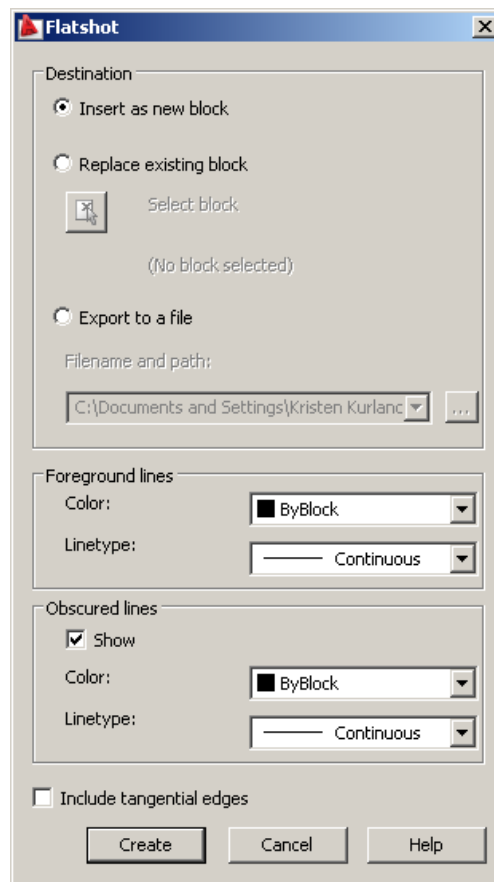 Flatshot
Destination
Insert as new block
Replace existing block
Select block
(No block selected)
Export to a file
Filename and path:
C:\Documents and Settings\Kristen Kurlanc
...
Foreground lines
Color:
ByBlock
Linetype:
Continuous
Obscured lines
Show
Color:
ByBlock
Linetype:
Continuous
Include tangential edges
Create
Cancel
Help